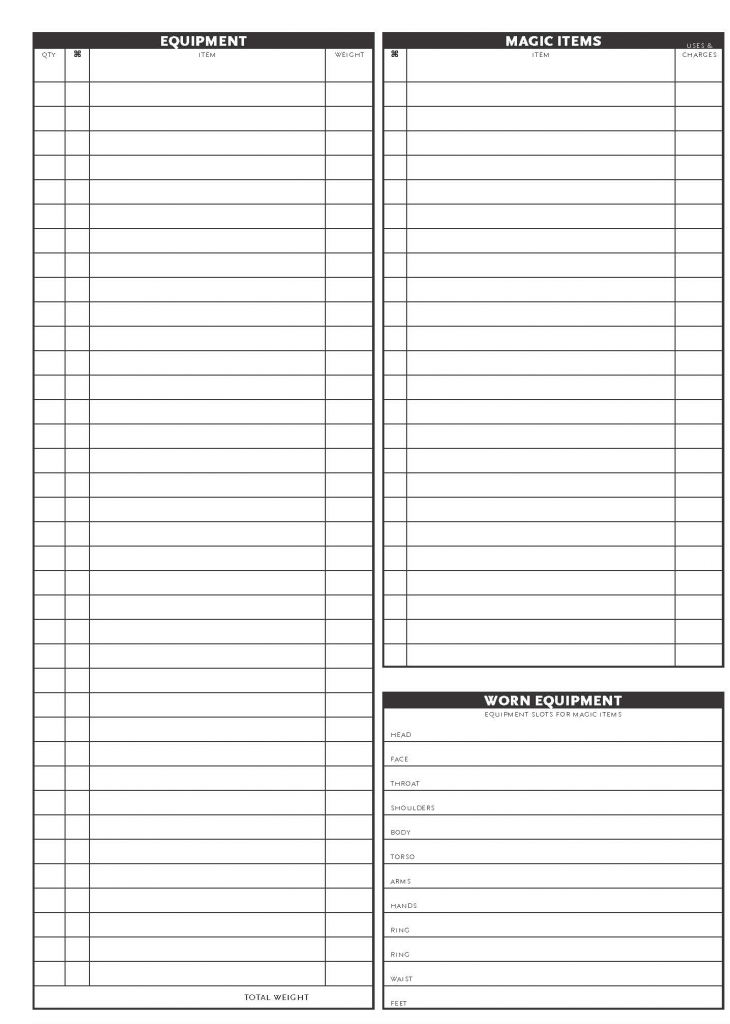 EQUIPMENT
QTY ⌘ ITEM WEIGHT
TOTAL WEIGHT
MAGIC ITEMS
⌘ ITEM USES & CHARGES
WORN EQUIPMENT
EQUIPMENT SLOTS FOR MAGIC ITEMS
HEAD
FACE
THROAT
SHOULDERS
BODY
TORSO
ARMS
HANDS
RING
RING
WAIST
FEET